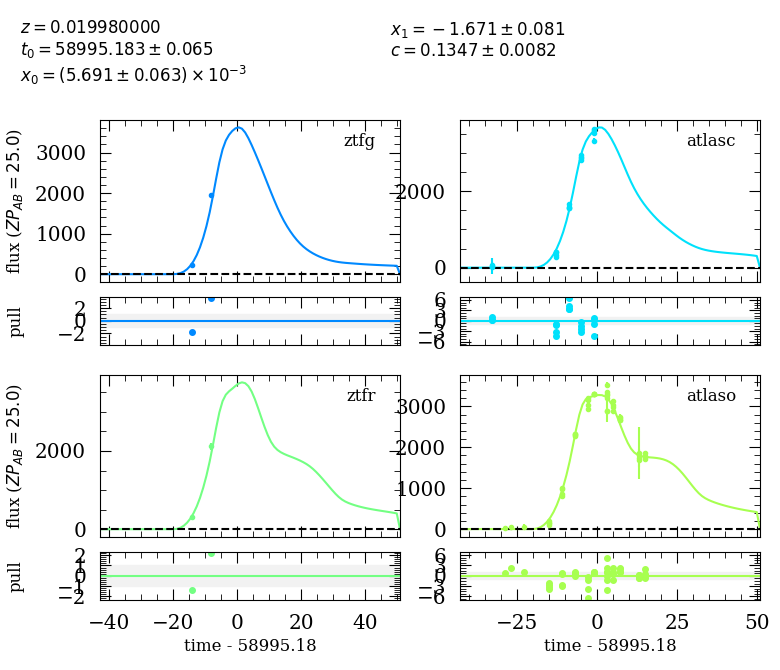 z = 0.019980000
t₀ = 58995.183 ± 0.065
x₀ = (5.691 ± 0.063) × 10⁻³
x₁ = −1.671 ± 0.081
c = 0.1347 ± 0.0082
flux (ZP_AB = 25.0)
3000
2000
1000
0
ztfg
2000
0
atlasc
pull
2
0
−2
6
3
0
−3
−6
flux (ZP_AB = 25.0)
2000
0
ztfr
3000
2000
1000
0
atlaso
pull
2
1
0
−1
−2
6
3
0
−3
−6
−40 −20 0 20 40
−25 0 25 50
time - 58995.18
time - 58995.18